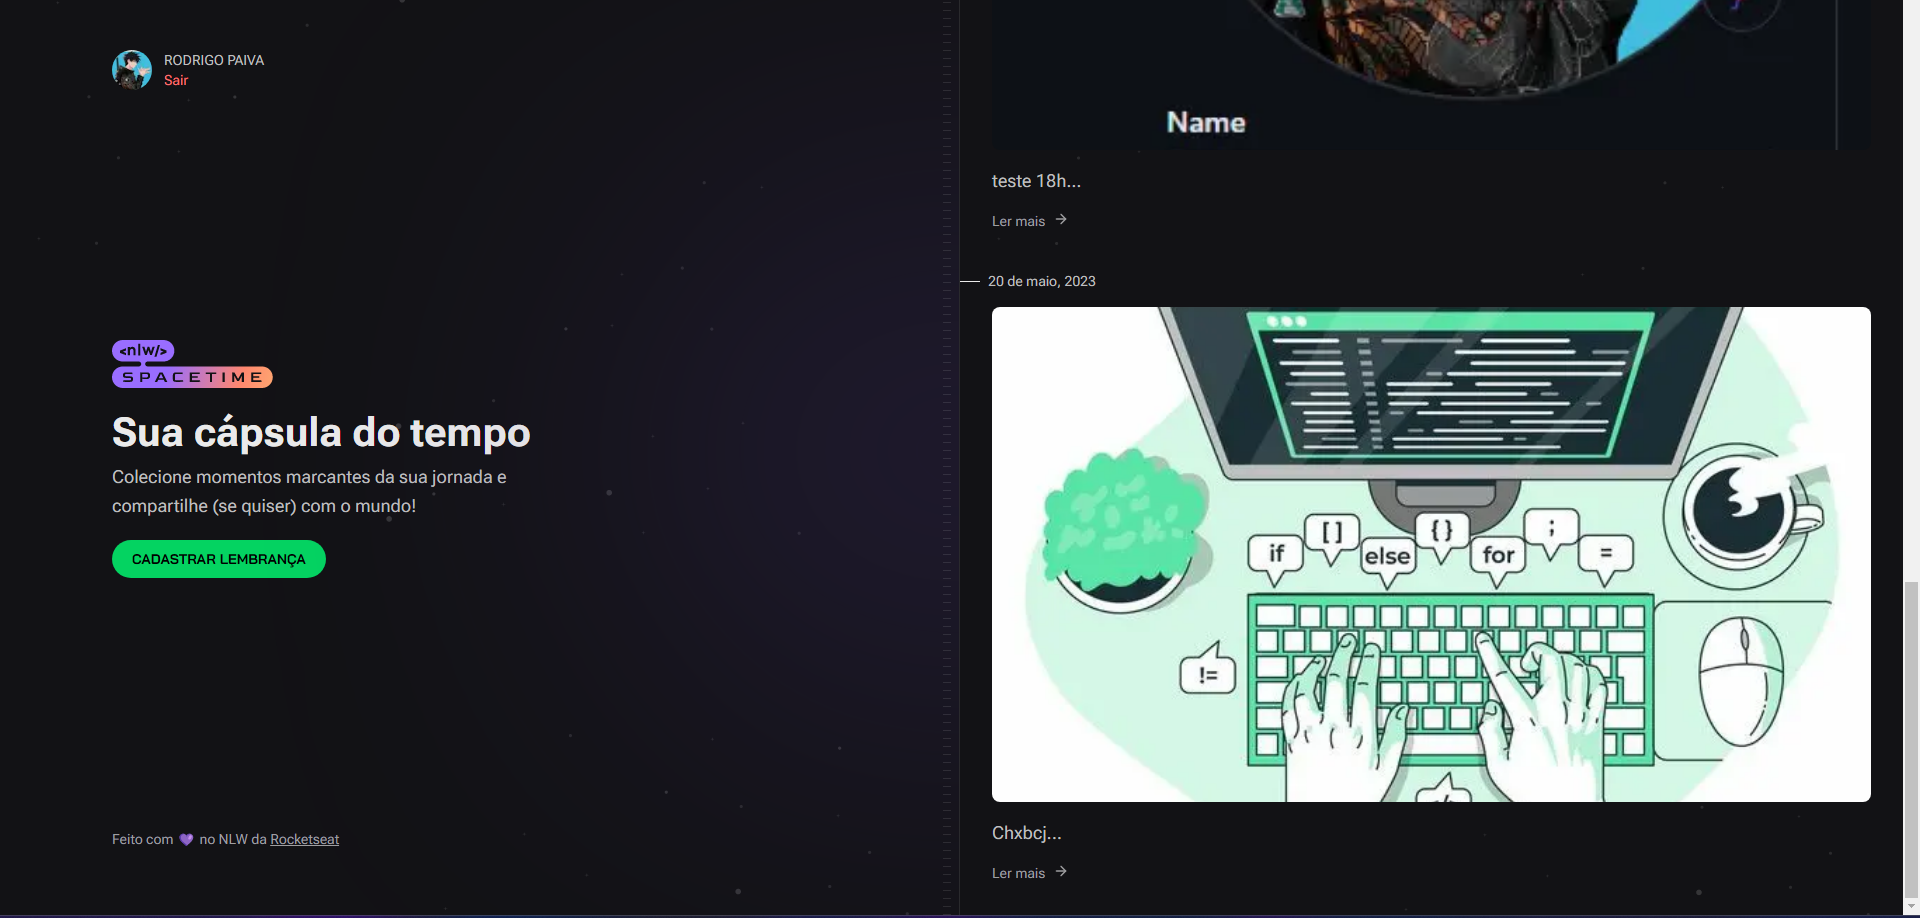 RODRIGO PAIVA
Sair
<nlw/>
SPACETIME
Sua cápsula do tempo
Colecione momentos marcantes da sua jornada e
compartilhe (se quiser) com o mundo!
CADASTRAR LEMBRANÇA
Feito com 💜 no NLW da Rocketseat
Name
teste 18h...
Ler mais →
20 de maio, 2023
if
[ ]
else
{ }
for
;
=
!=
Chxbcj...
Ler mais →